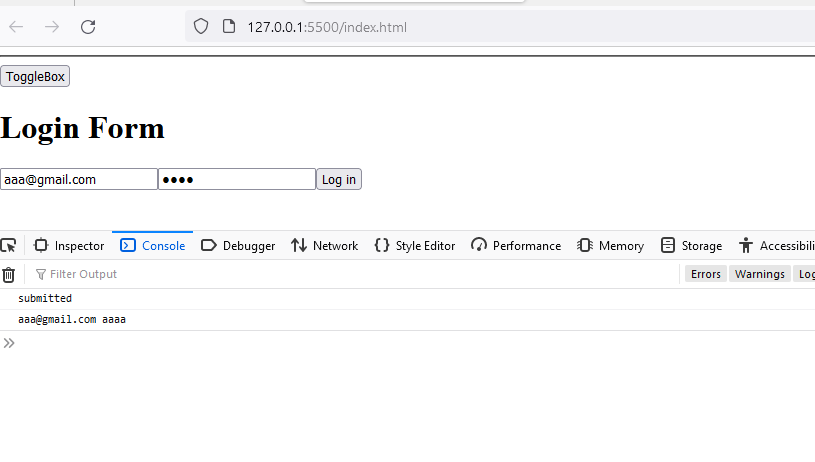 127.0.0.1:5500/index.html
ToggleBox
Login Form
aaa@gmail.com •••• Log in
Inspector Console Debugger Network Style Editor Performance Memory Storage Accessibili
Filter Output Errors Warnings Log
submitted
aaa@gmail.com aaaa